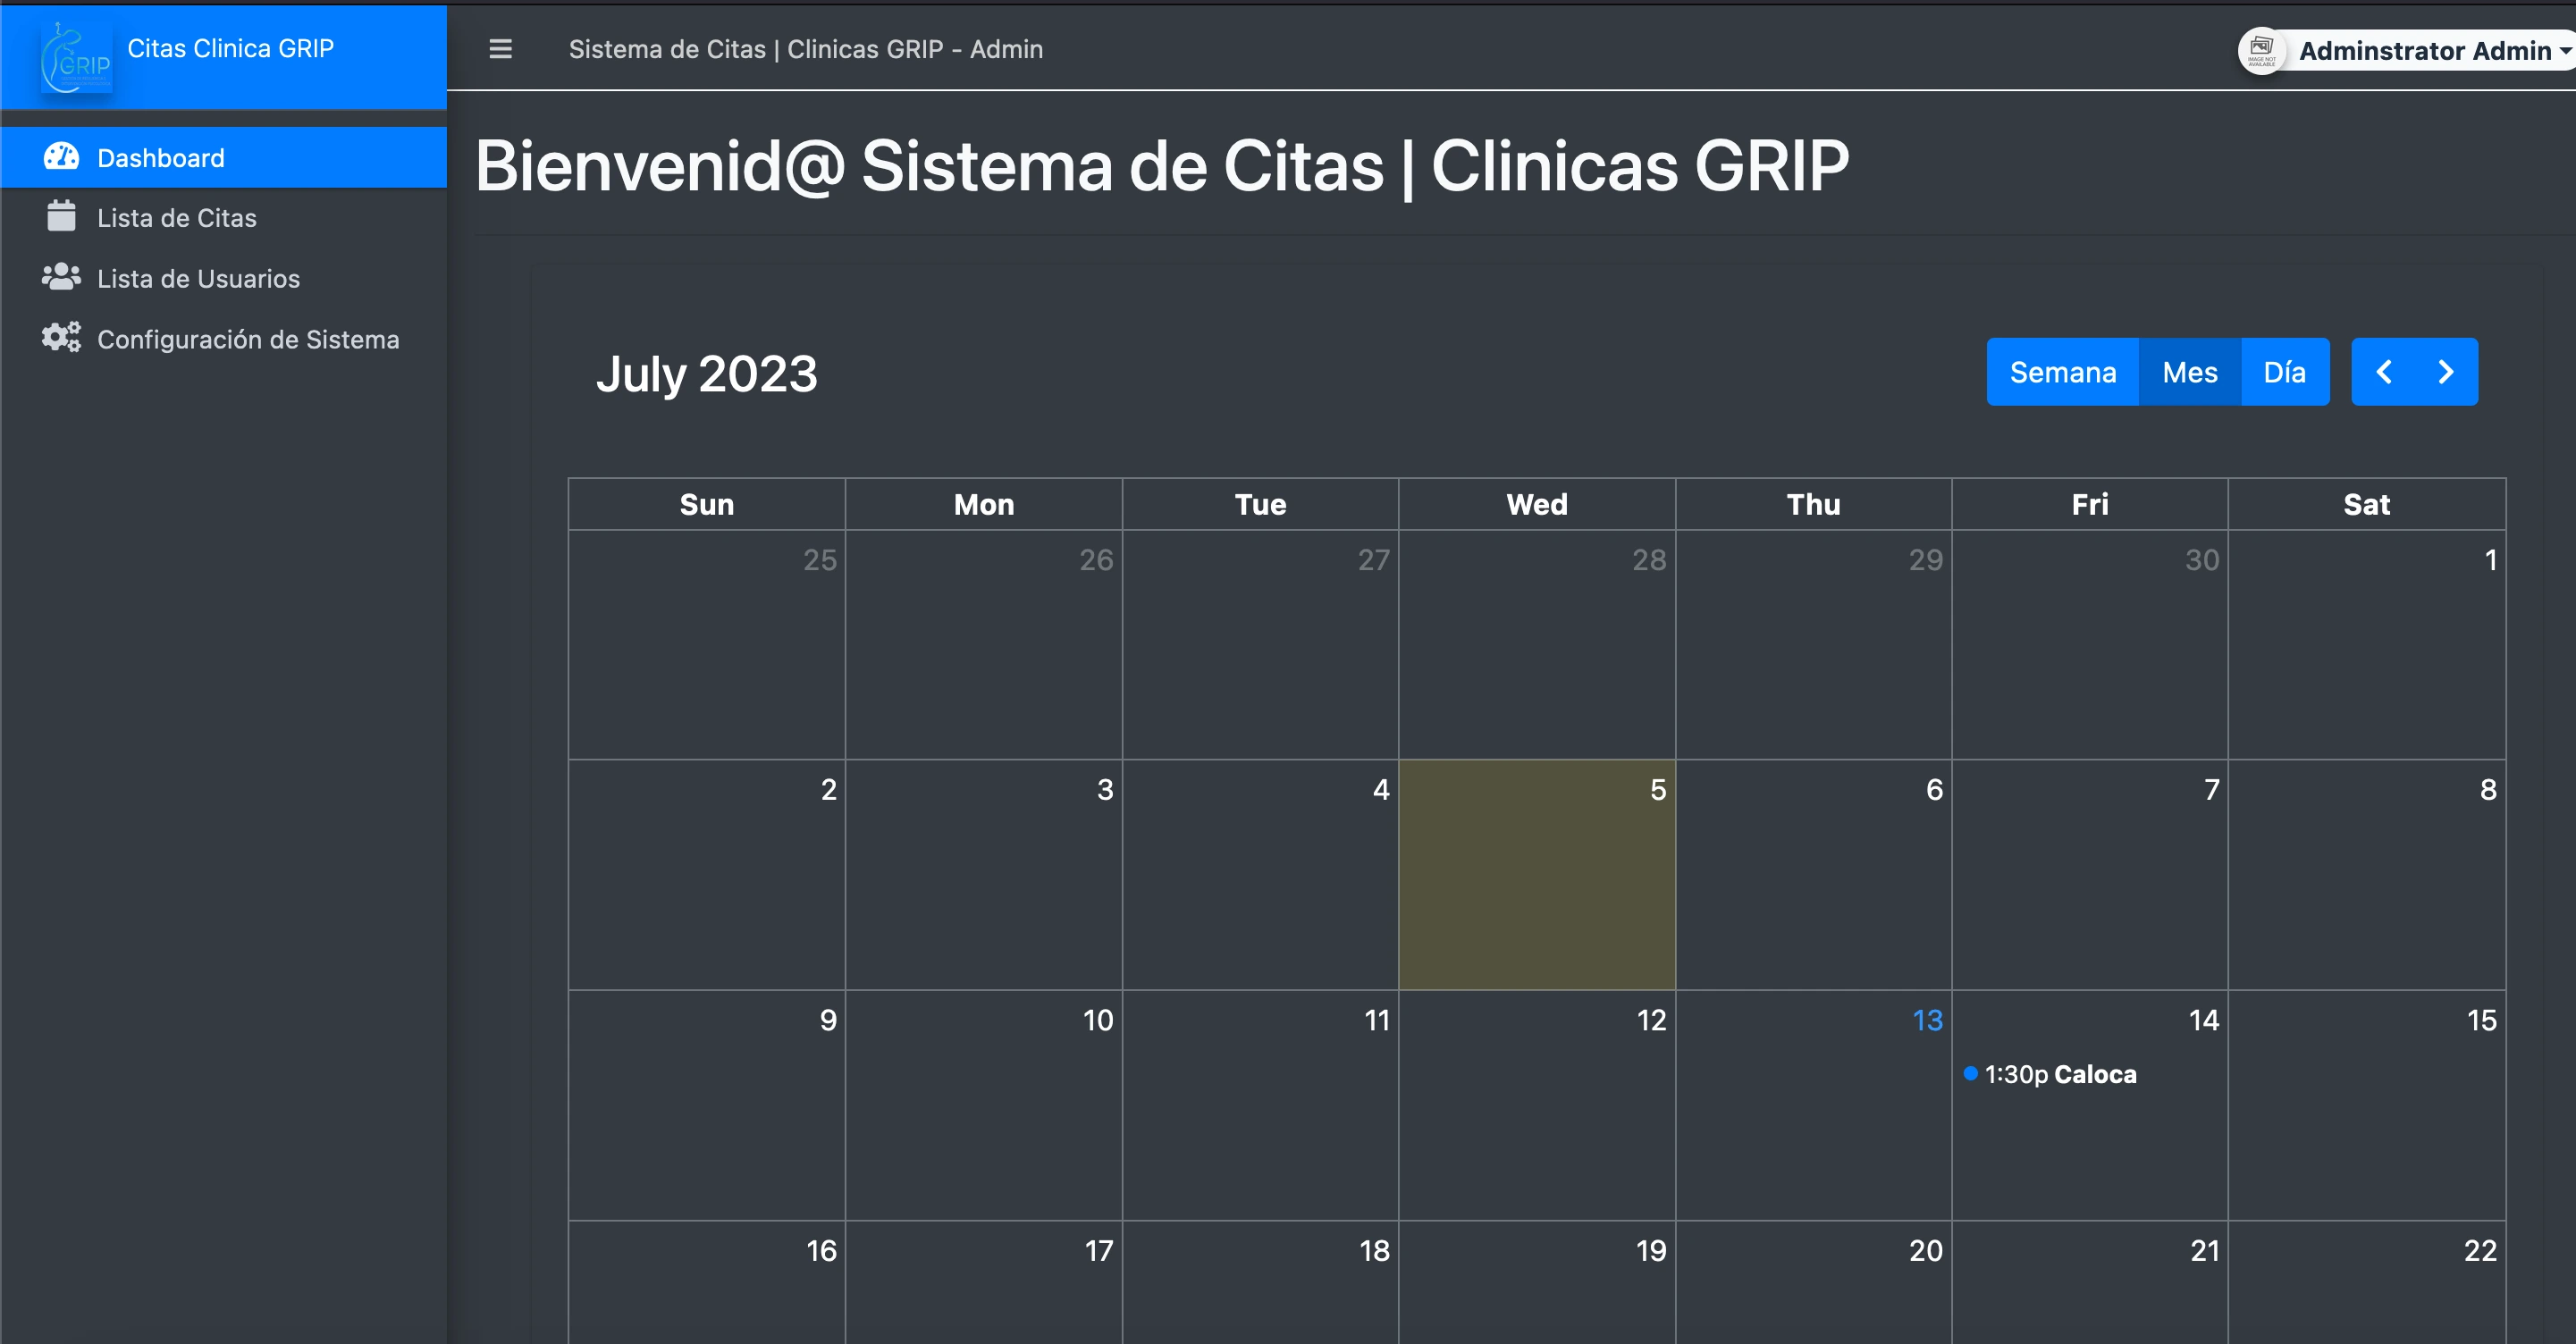 GRIP
Citas Clinica GRIP
Sistema de Citas | Clinicas GRIP - Admin
IMAGE NOT
AVAILABLE
Adminstrator Admin
Dashboard
Lista de Citas
Lista de Usuarios
Configuración de Sistema
Bienvenid@ Sistema de Citas | Clinicas GRIP
July 2023
Semana Mes Día
Sun Mon Tue Wed Thu Fri Sat
25 26 27 28 29 30 1
2 3 4 5 6 7 8
9 10 11 12 13 14 15
1:30p Caloca
16 17 18 19 20 21 22